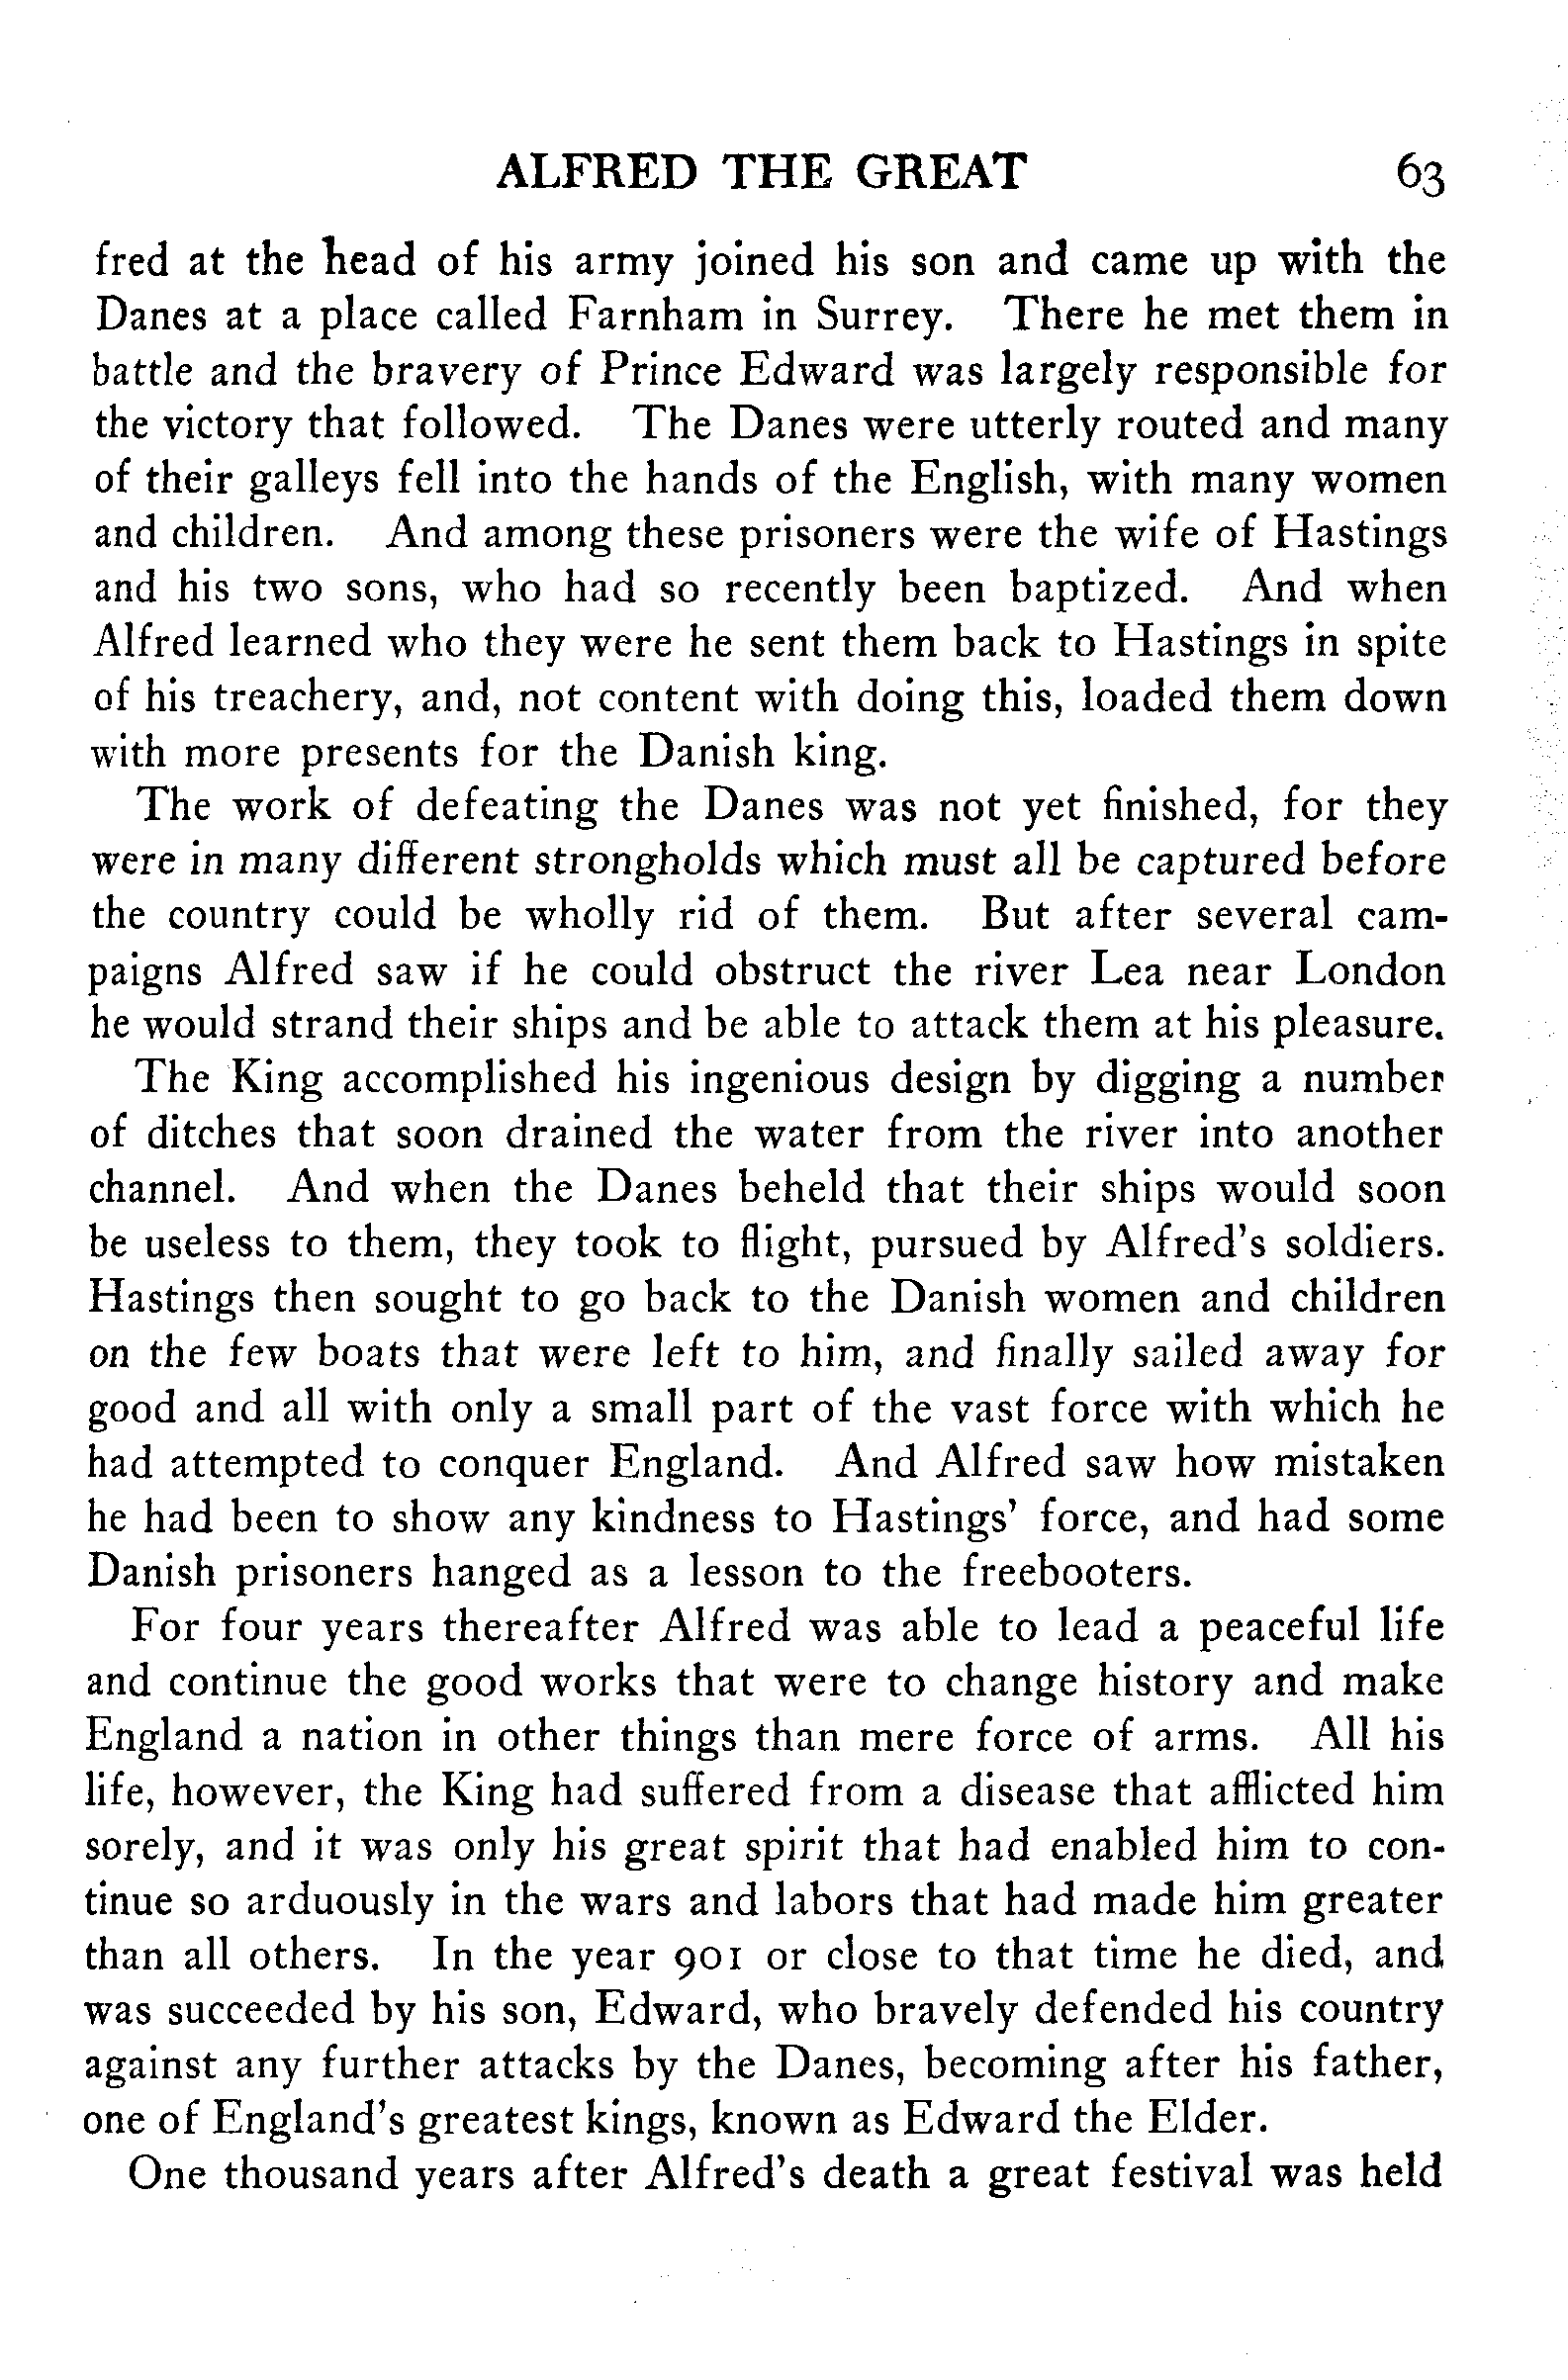 ALFRED THE GREAT 63
fred at the head of his army joined his son and came up with the
Danes at a place called Farnham in Surrey. There he met them in
battle and the bravery of Prince Edward was largely responsible for
the victory that followed. The Danes were utterly routed and many
of their galleys fell into the hands of the English, with many women
and children. And among these prisoners were the wife of Hastings
and his two sons, who had so recently been baptized. And when
Alfred learned who they were he sent them back to Hastings in spite
of his treachery, and, not content with doing this, loaded them down
with more presents for the Danish king.
The work of defeating the Danes was not yet finished, for they
were in many different strongholds which must all be captured before
the country could be wholly rid of them. But after several cam-
paigns Alfred saw if he could obstruct the river Lea near London
he would strand their ships and be able to attack them at his pleasure.
The King accomplished his ingenious design by digging a number
of ditches that soon drained the water from the river into another
channel. And when the Danes beheld that their ships would soon
be useless to them, they took to flight, pursued by Alfred's soldiers.
Hastings then sought to go back to the Danish women and children
on the few boats that were left to him, and finally sailed away for
good and all with only a small part of the vast force with which he
had attempted to conquer England. And Alfred saw how mistaken
he had been to show any kindness to Hastings' force, and had some
Danish prisoners hanged as a lesson to the freebooters.
For four years thereafter Alfred was able to lead a peaceful life
and continue the good works that were to change history and make
England a nation in other things than mere force of arms. All his
life, however, the King had suffered from a disease that afflicted him
sorely, and it was only his great spirit that had enabled him to con-
tinue so arduously in the wars and labors that had made him greater
than all others. In the year 901 or close to that time he died, and
was succeeded by his son, Edward, who bravely defended his country
against any further attacks by the Danes, becoming after his father,
one of England's greatest kings, known as Edward the Elder.
One thousand years after Alfred's death a great festival was held